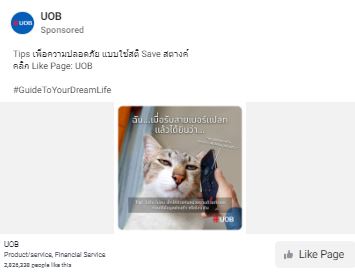 UOB
UOB
Sponsored
Tips เพื่อความปลอดภัย แบบใช้สติ Save สตางค์
คลิก Like Page: UOB
#GuideToYourDreamLife
ฉัน...เมื่อรับสายเบอร์แปลก
แล้วได้ยินว่า...
UOB
UOB
Product/service, Financial Service
2,826,338 people like this
Like Page